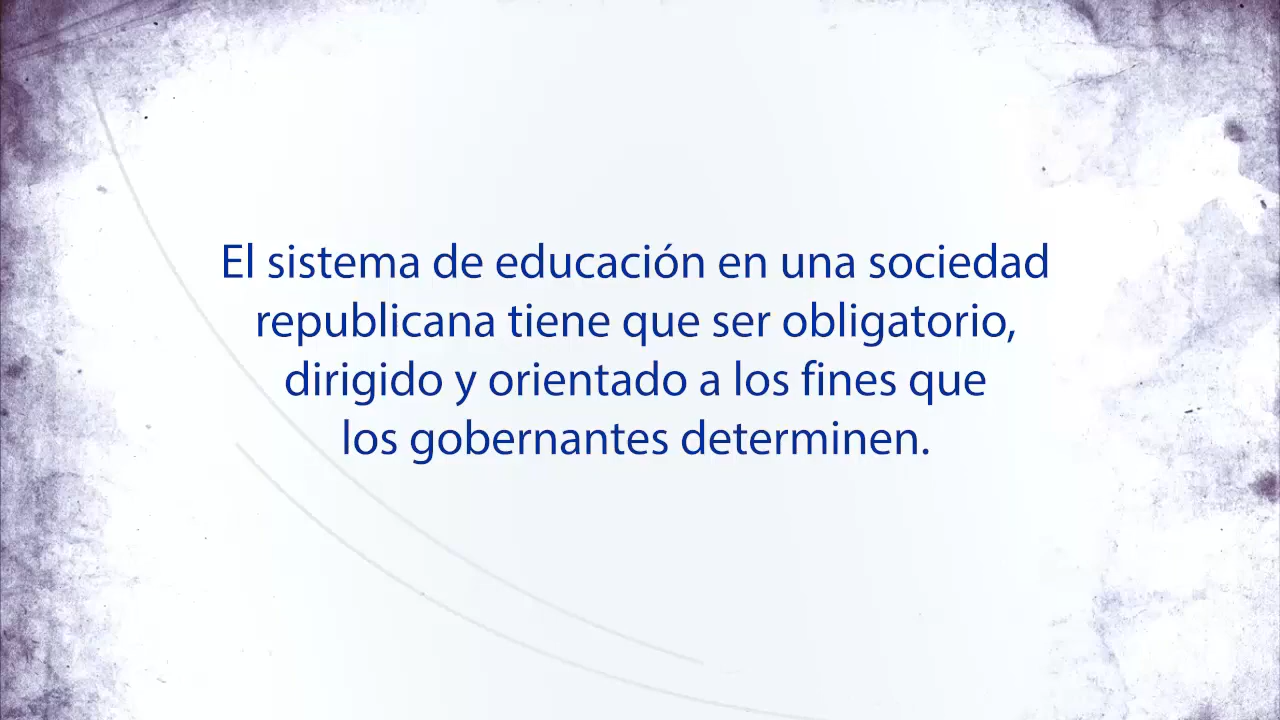 El sistema de educación en una sociedad
republicana tiene que ser obligatorio,
dirigido y orientado a los fines que
los gobernantes determinen.